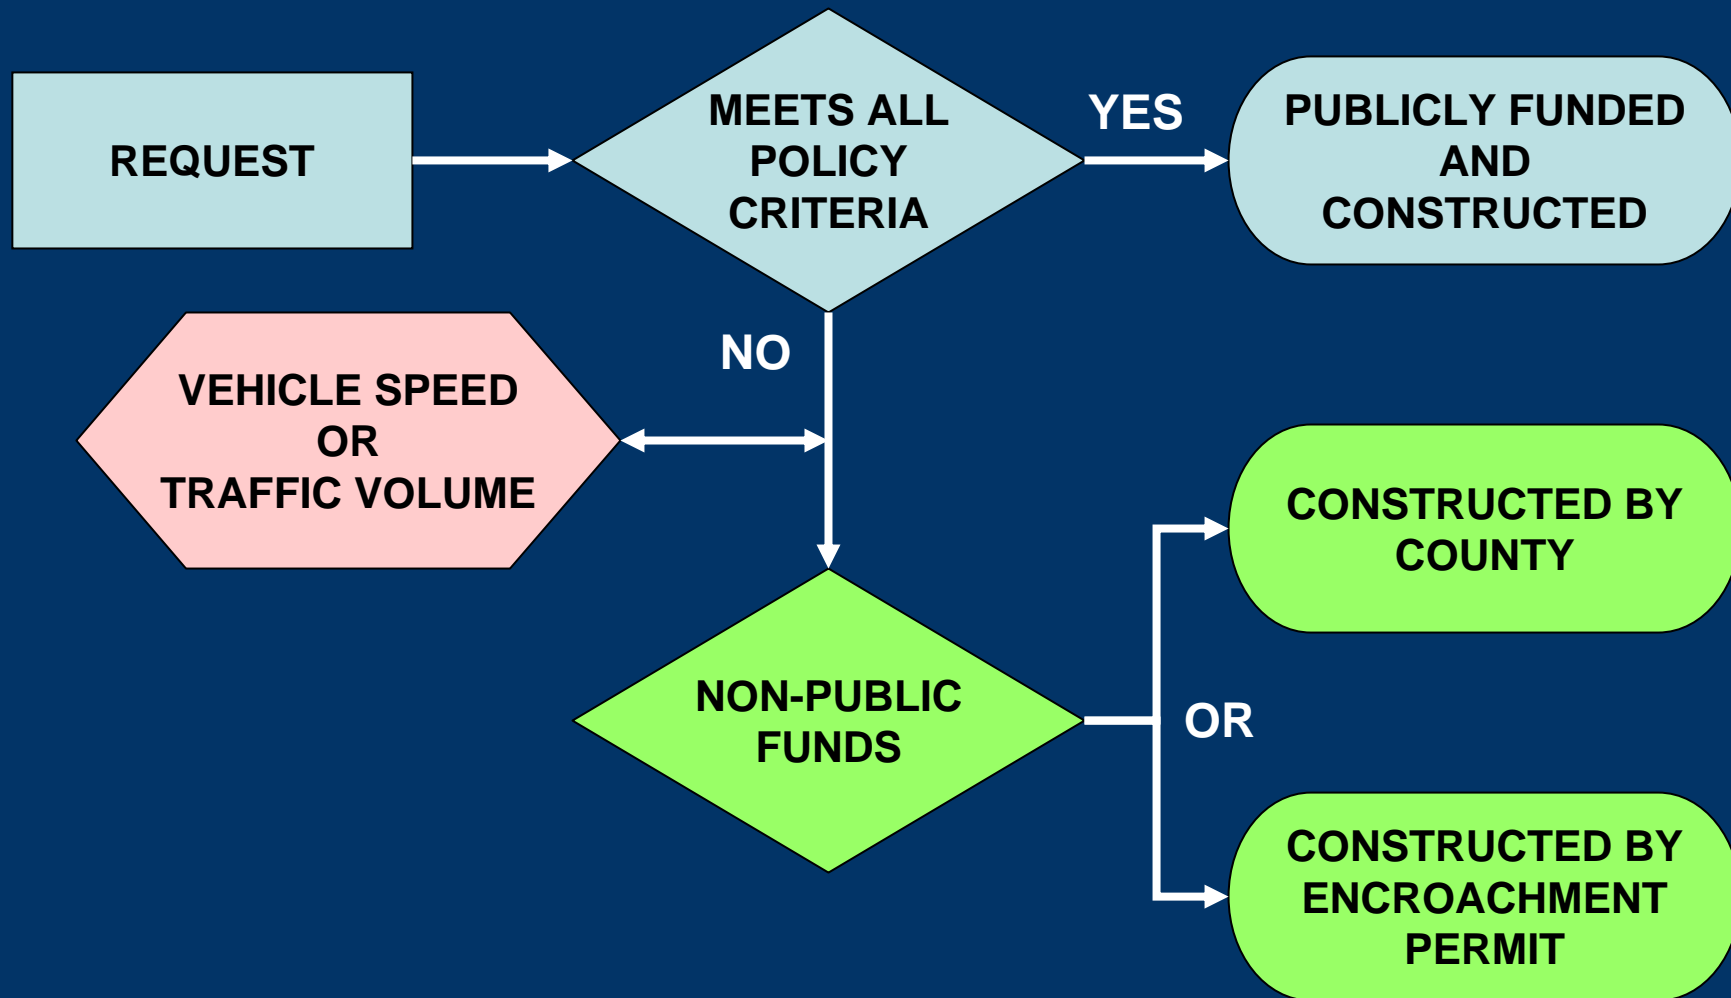 REQUEST
MEETS ALL
POLICY
CRITERIA
YES
PUBLICLY FUNDED
AND
CONSTRUCTED
NO
VEHICLE SPEED
OR
TRAFFIC VOLUME
NON-PUBLIC
FUNDS
OR
CONSTRUCTED BY
COUNTY
CONSTRUCTED BY
ENCROACHMENT
PERMIT